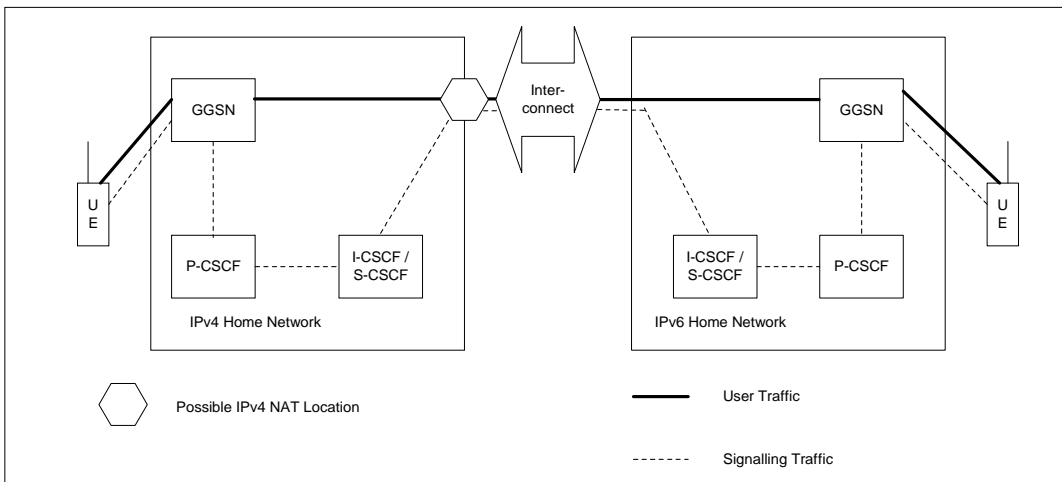 Inter-
connect
GGSN
GGSN
U
E
U
E
P-CSCF
I-CSCF /
S-CSCF
I-CSCF /
S-CSCF
P-CSCF
IPv4 Home Network
IPv6 Home Network
Possible IPv4 NAT Location
User Traffic
Signalling Traffic